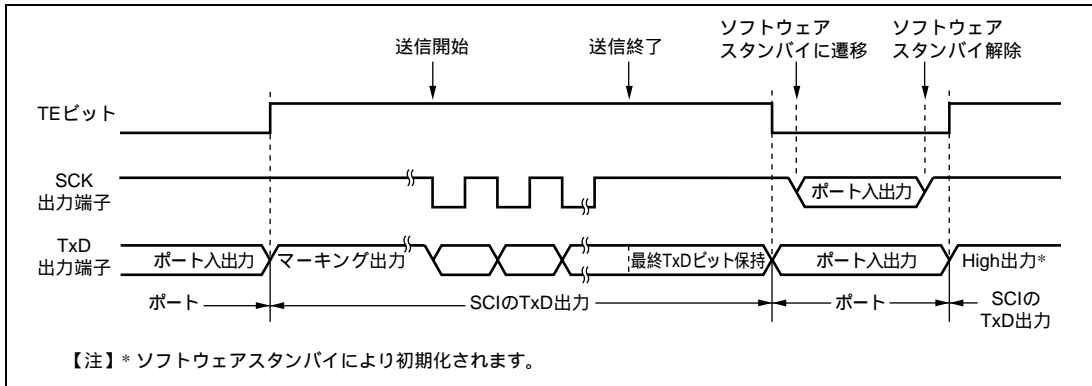 送信開始
送信終了
ソフトウェア
スタンバイに遷移
ソフトウェア
スタンバイ解除
TEビット
SCK
出力端子
ポート入出力
TxD
出力端子
ポート入出力
マーキング出力
最終TxDビット保持
ポート入出力
High出力*
ポート
SCIのTxD出力
ポート
SCIの
TxD出力
【注】* ソフトウェアスタンバイにより初期化されます。